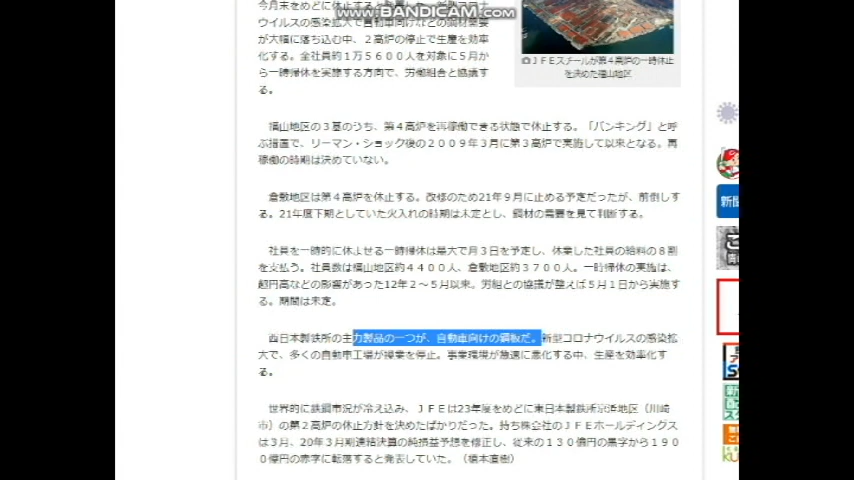 www.BANDICAM.com
今月末をめどに休止すると
ウイルスの感染拡大で自動車向けなどの鋼材需要
が大幅に落ち込む中、２高炉の停止で生産を効率
化する。全社員約１万５６００人を対象に５月か
ら一時帰休を実施する方向で、労働組合と協議す
る。
ＪＦＥスチールが第４高炉の一時休止
を決めた福山地区
福山地区の３基のうち、第４高炉を再稼働できる状態で休止する。「バンキング」と呼
ぶ措置で、リーマン・ショック後の２００９年３月に第３高炉で実施して以来となる。再
稼働の時期は決めていない。
倉敷地区は第４高炉を休止する。改修のため21年９月に止める予定だったが、前倒しす
る。21年度下期としていた火入れの時期は未定とし、鋼材の需要を見て判断する。
社員を一時的に休ませる一時帰休は最大で月３日を予定し、休業した社員の給料の８割
を支払う。社員数は福山地区約４４００人、倉敷地区約３７００人。一時帰休の実施は、
超円高などの影響があった12年２～５月以来。労組との協議が整えば５月１日から実施す
る。期間は未定。
西日本製鉄所の主力製品の一つが、自動車向けの鋼板だ。新型コロナウイルスの感染拡
大で、多くの自動車工場が操業を停止。事業環境が急速に悪化する中、生産を効率化す
る。
世界的に鉄鋼市況が冷え込み、ＪＦＥは23年度をめどに東日本製鉄所京浜地区（川崎
市）の第２高炉の休止方針を決めたばかりだった。持ち株会社のＪＦＥホールディングス
は３月、20年３月期連結決算の純損益予想を修正し、従来の１３０億円の黒字から１９０
０億円の赤字に転落すると発表していた。（橋本直樹）
新聞